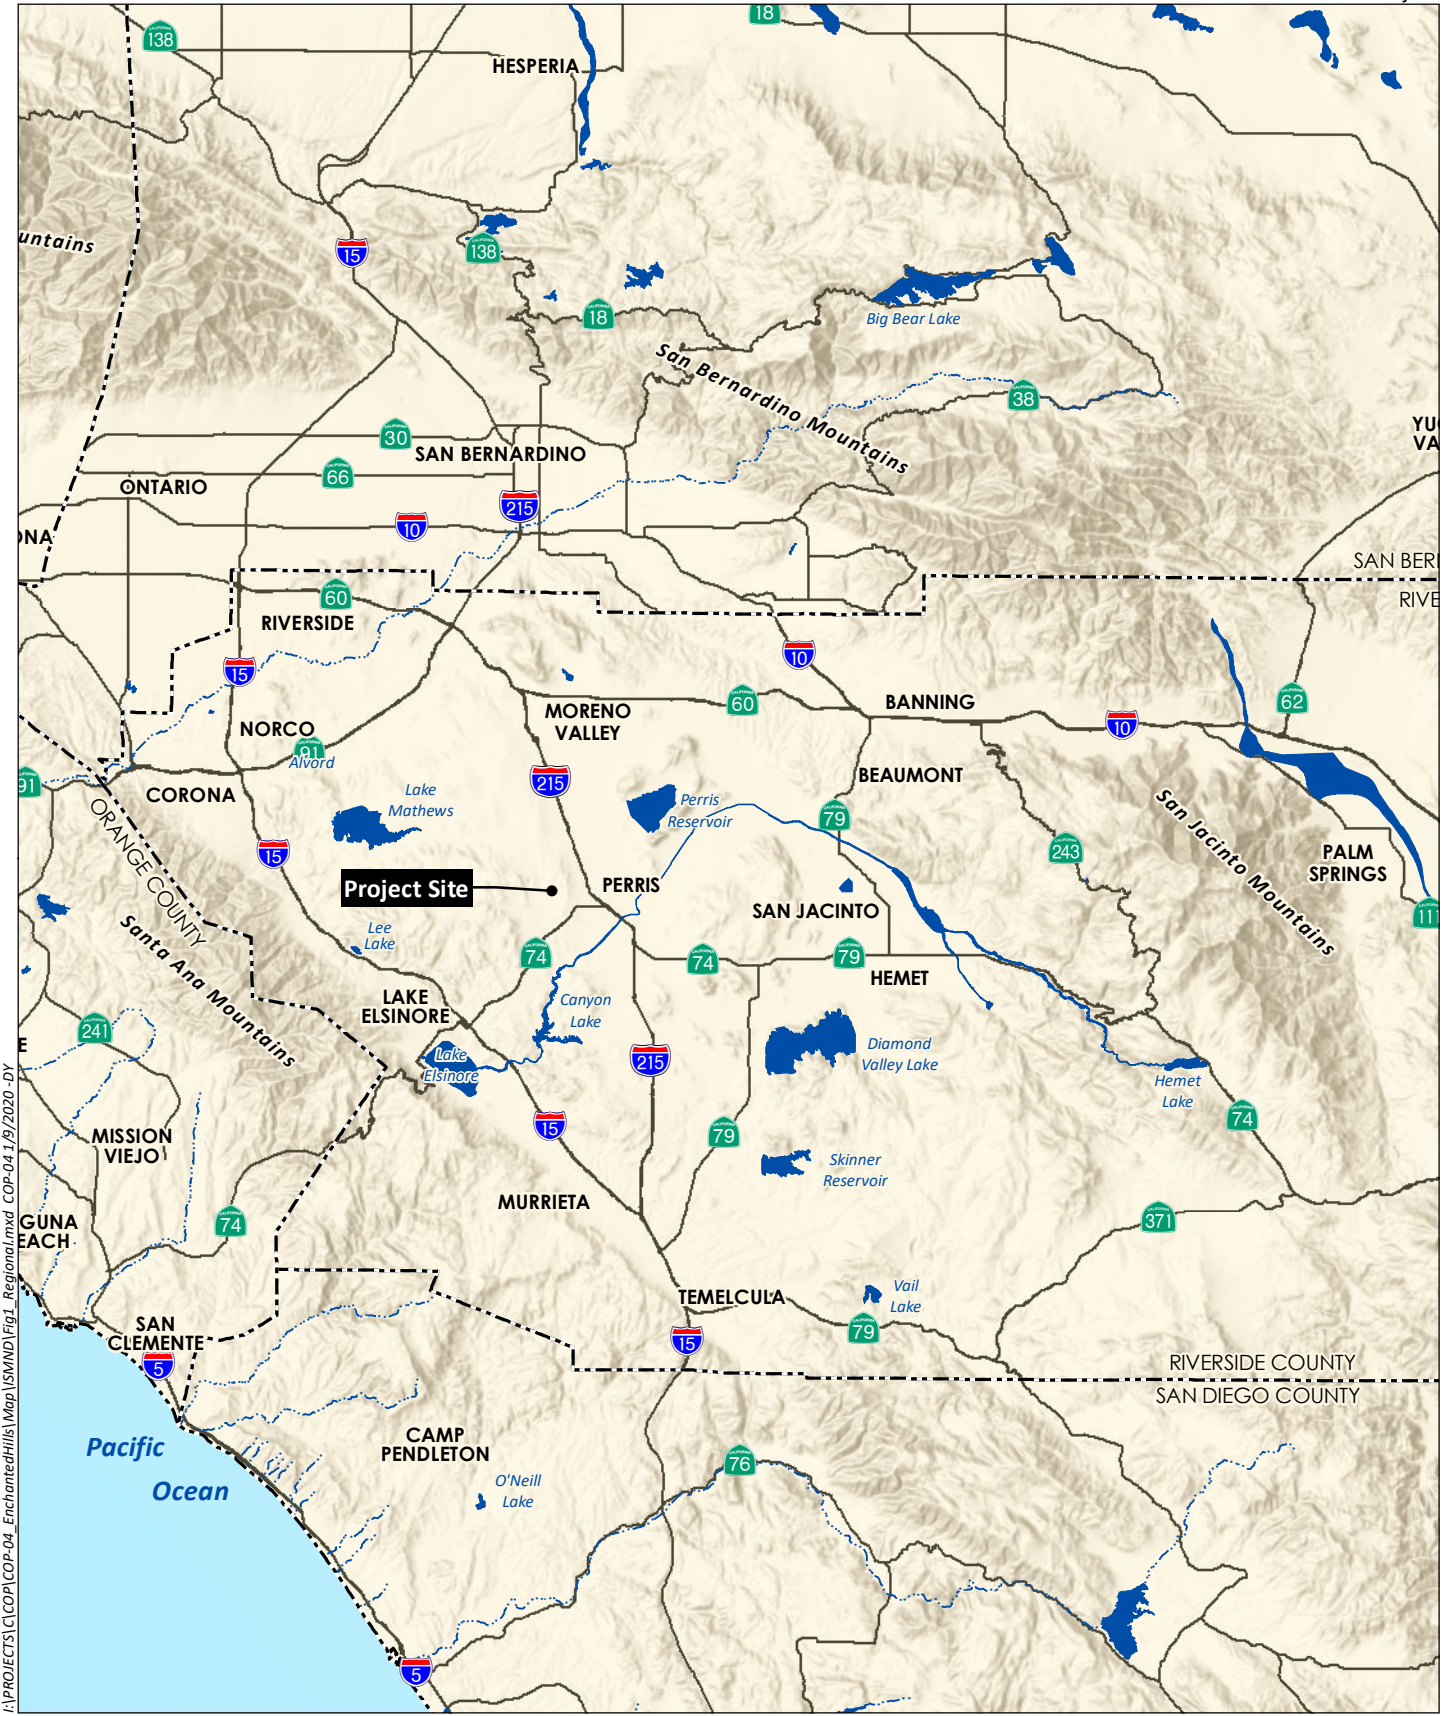 18
138
HESPERIA
untains
15
138
18
Big Bear Lake
San Bernardino Mountains
38
30
SAN BERNARDINO
66
ONTARIO
215
10
ONA
YU
VA
SAN BER
RIVE
60
RIVERSIDE
15
10
MORENO
VALLEY
60
BANNING
62
10
NORCO
91
Alvord
91
CORONA
215
BEAUMONT
Lake
Mathews
Perris
Reservoir
79
ORANGE COUNTY
15
243
San Jacinto Mountains
PALM
SPRINGS
Project Site
PERRIS
SAN JACINTO
111
Santa Ana Mountains
Lee
Lake
74
74
79
HEMET
LAKE
ELSINORE
Canyon
Lake
241
E
Lake
Elsinore
215
Diamond
Valley Lake
Hemet
Lake
74
15
79
MISSION
VIEJO
Skinner
Reservoir
MURRIETA
74
371
GUNA
EACH
TEMELCULA
Vail
Lake
79
SAN
CLEMENTE
15
5
RIVERSIDE COUNTY
SAN DIEGO COUNTY
Pacific
Ocean
CAMP
PENDLETON
76
O'Neill
Lake
5
I:\PROJECTS\C\COP\COP-04_EnchantedHills\Map\ISMND\Fig1_Regional.mxd COP-04 1/9/2020 -DY